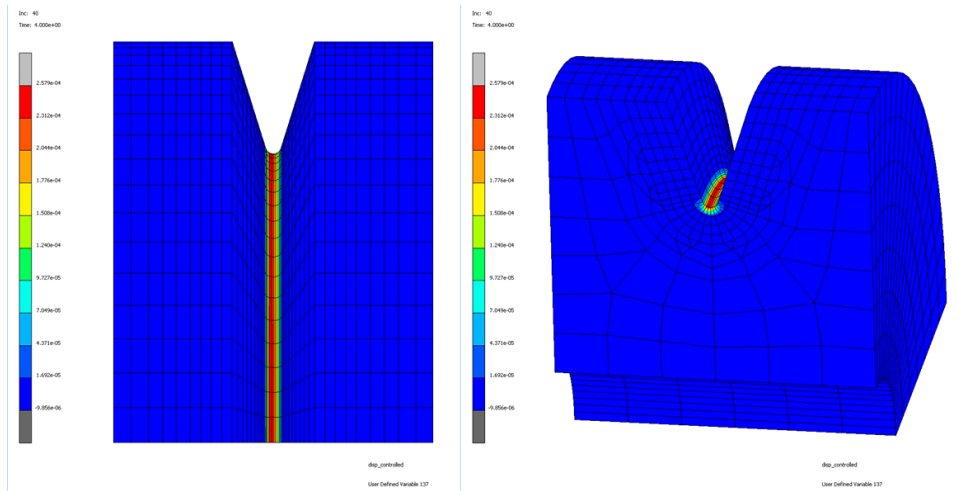 Inc: 40
Time: 4.000e+00
2.579e-04
2.312e-04
2.044e-04
1.776e-04
1.508e-04
1.240e-04
9.727e-05
7.049e-05
4.371e-05
1.692e-05
-9.856e-06
disp_controlled
User Defined Variable 137
Inc: 40
Time: 4.000e+00
2.579e-04
2.312e-04
2.044e-04
1.776e-04
1.508e-04
1.240e-04
9.727e-05
7.049e-05
4.371e-05
1.692e-05
-9.856e-06
disp_controlled
User Defined Variable 137